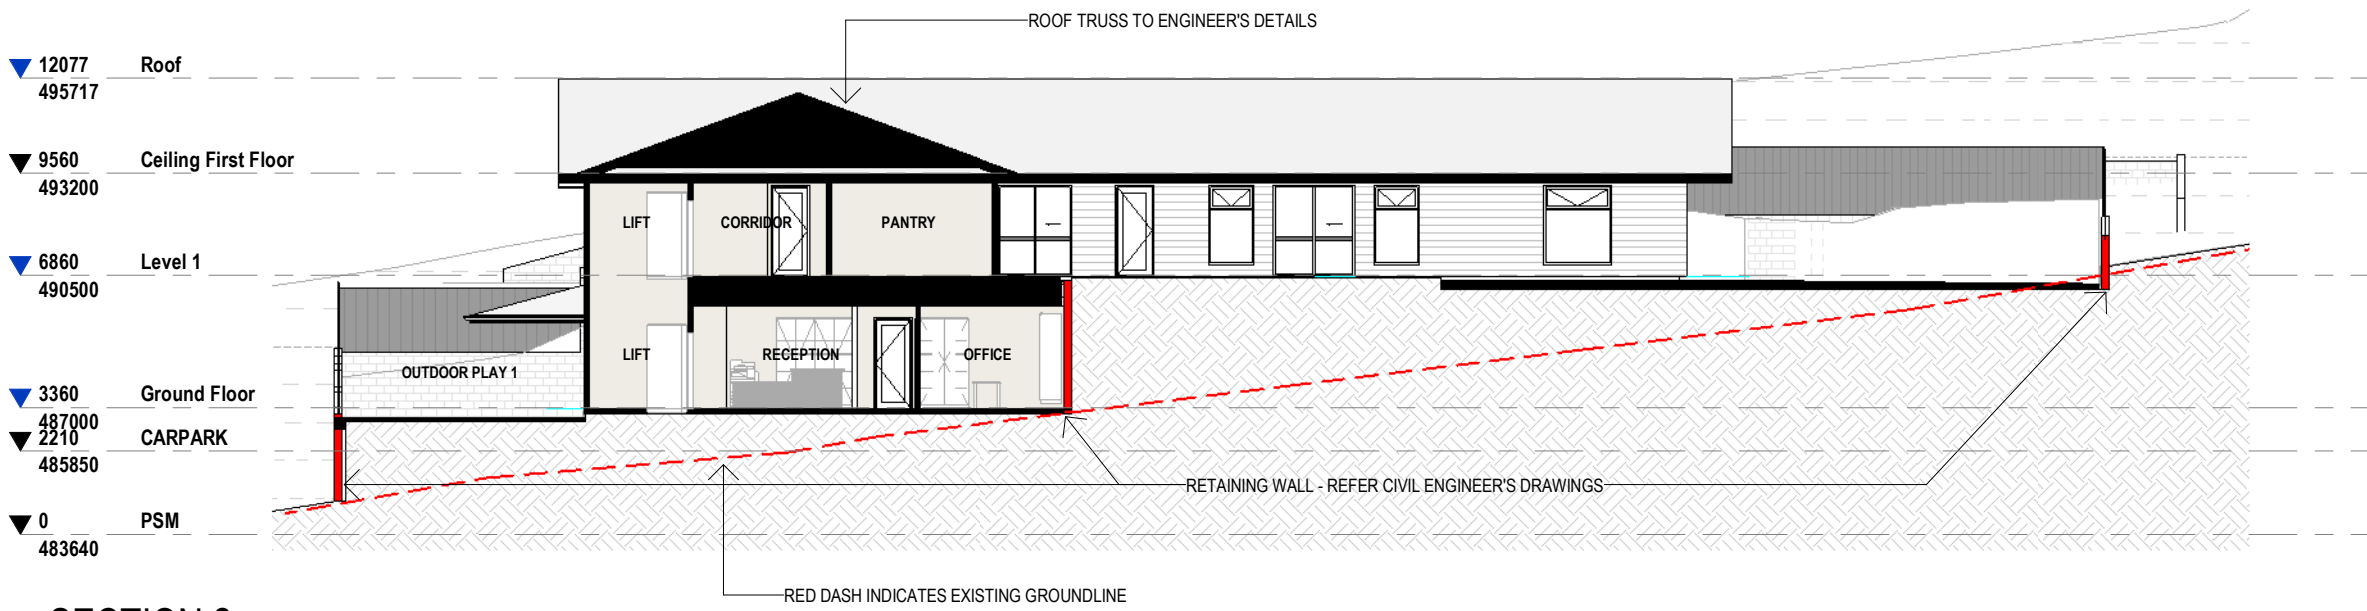 ROOF TRUSS TO ENGINEER'S DETAILS
12077 Roof
495717
9560 Ceiling First Floor
493200
LIFT CORRIDOR PANTRY
6860 Level 1
490500
LIFT RECEPTION OFFICE
OUTDOOR PLAY 1
3360 Ground Floor
487000
2210 CARPARK
485850
RETAINING WALL - REFER CIVIL ENGINEER'S DRAWINGS
0 PSM
483640
RED DASH INDICATES EXISTING GROUNDLINE